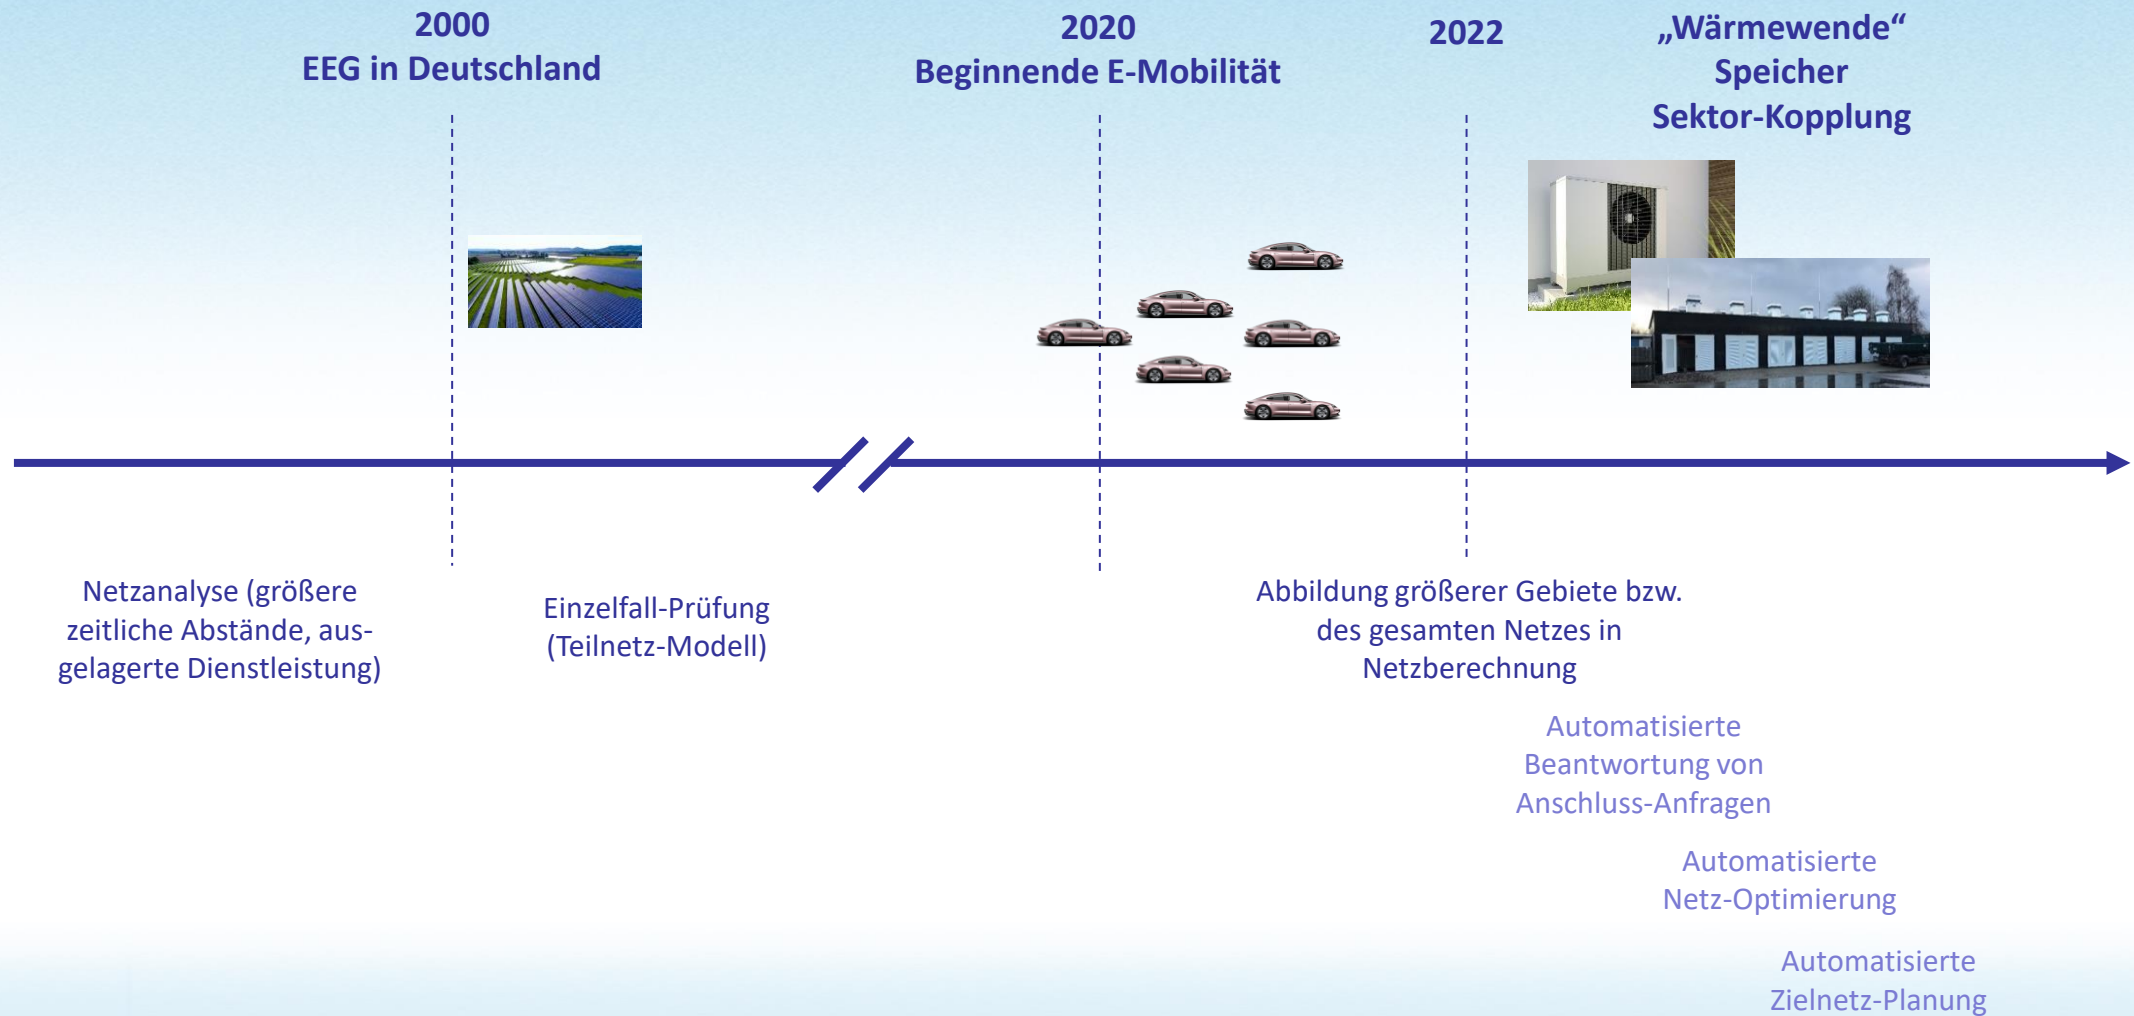 2000
EEG in Deutschland
2020
Beginnende E-Mobilität
2022
„Wärmewende“
Speicher
Sektor-Kopplung
Netzanalyse (größere
zeitliche Abstände, aus-
gelagerte Dienstleistung)
Einzelfall-Prüfung
(Teilnetz-Modell)
Abbildung größerer Gebiete bzw.
des gesamten Netzes in
Netzberechnung
Automatisierte
Beantwortung von
Anschluss-Anfragen
Automatisierte
Netz-Optimierung
Automatisierte
Zielnetz-Planung